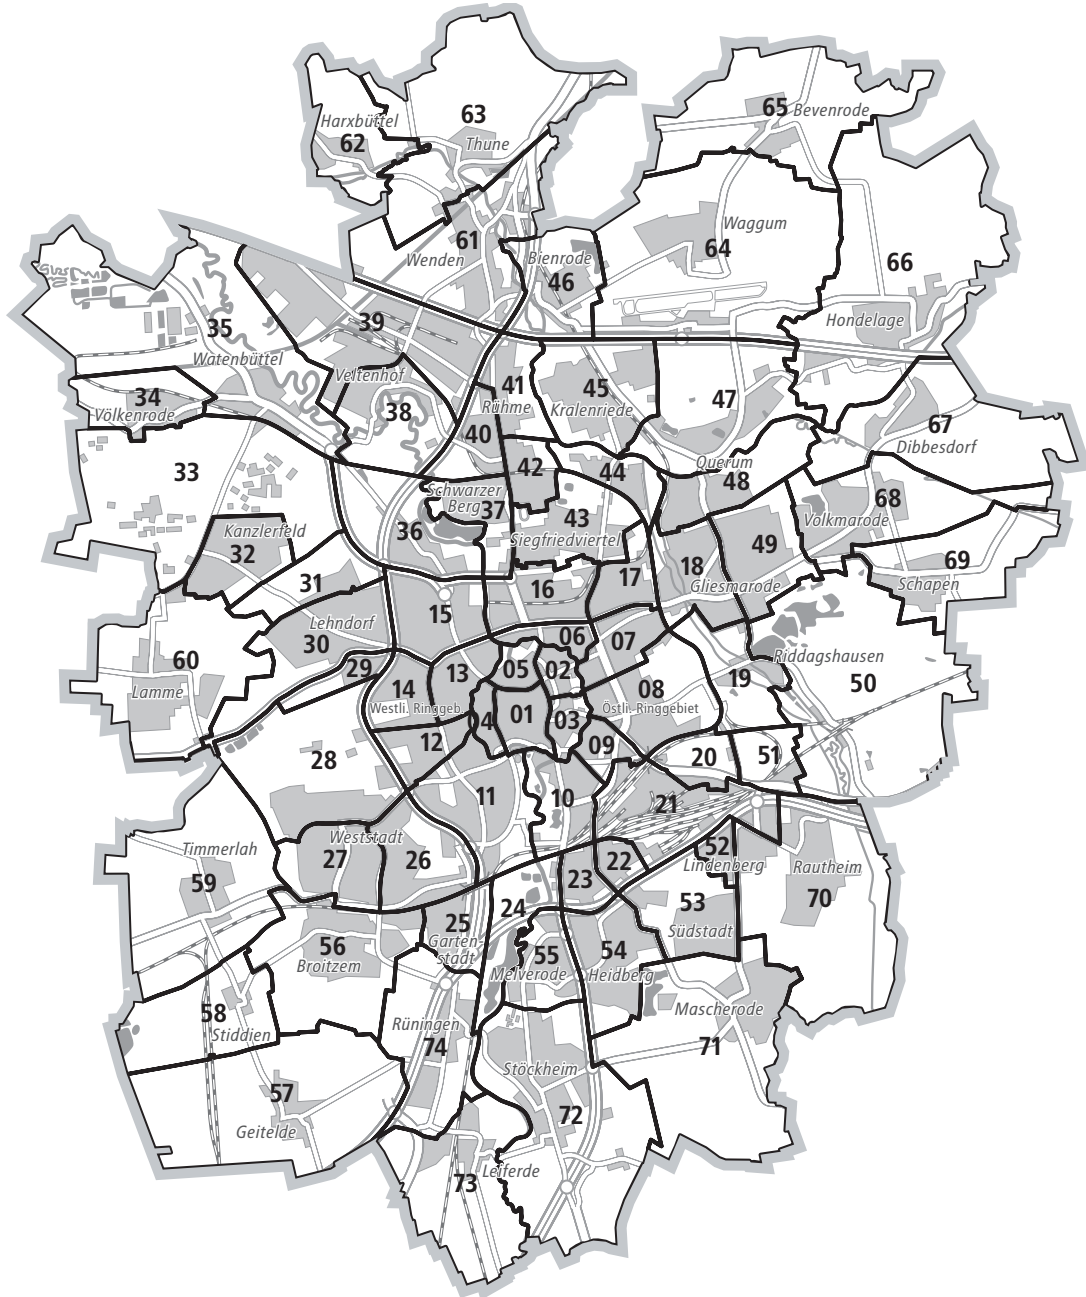 63
65
Bevenrode
Harxbüttel
62
Thune
Waggum
64
61
Wenden
Bienrode
46
66
35
39
Hondelage
Watenbüttel
Veltenhof
34
Völkenrode
38
41
Rühme
45
Kralenriede
47
67
Dibbesdorf
40
33
42
44
Querum
48
Schwarzer
Berg
37
68
Volkmarode
36
43
Siegfriedviertel
Kanzlerfeld
32
49
69
Schapen
31
16
17
18
Gliesmarode
15
Lehndorf
30
06
07
60
Lamme
29
14
13
05
02
Riddagshausen
50
19
08
Westli. Ringgeb.
04
01
03
Östli. Ringgebiet
12
09
20
51
28
11
10
21
Weststadt
27
26
Timmerlah
59
22
52
Lindenberg
Rautheim
70
23
24
25
Garten-
stadt
53
Südstadt
56
Broitzem
55
Melverode
54
Heidberg
58
Stiddien
Rüningen
74
Mascherode
71
57
Geitelde
Stöckheim
72
73
Leiferde